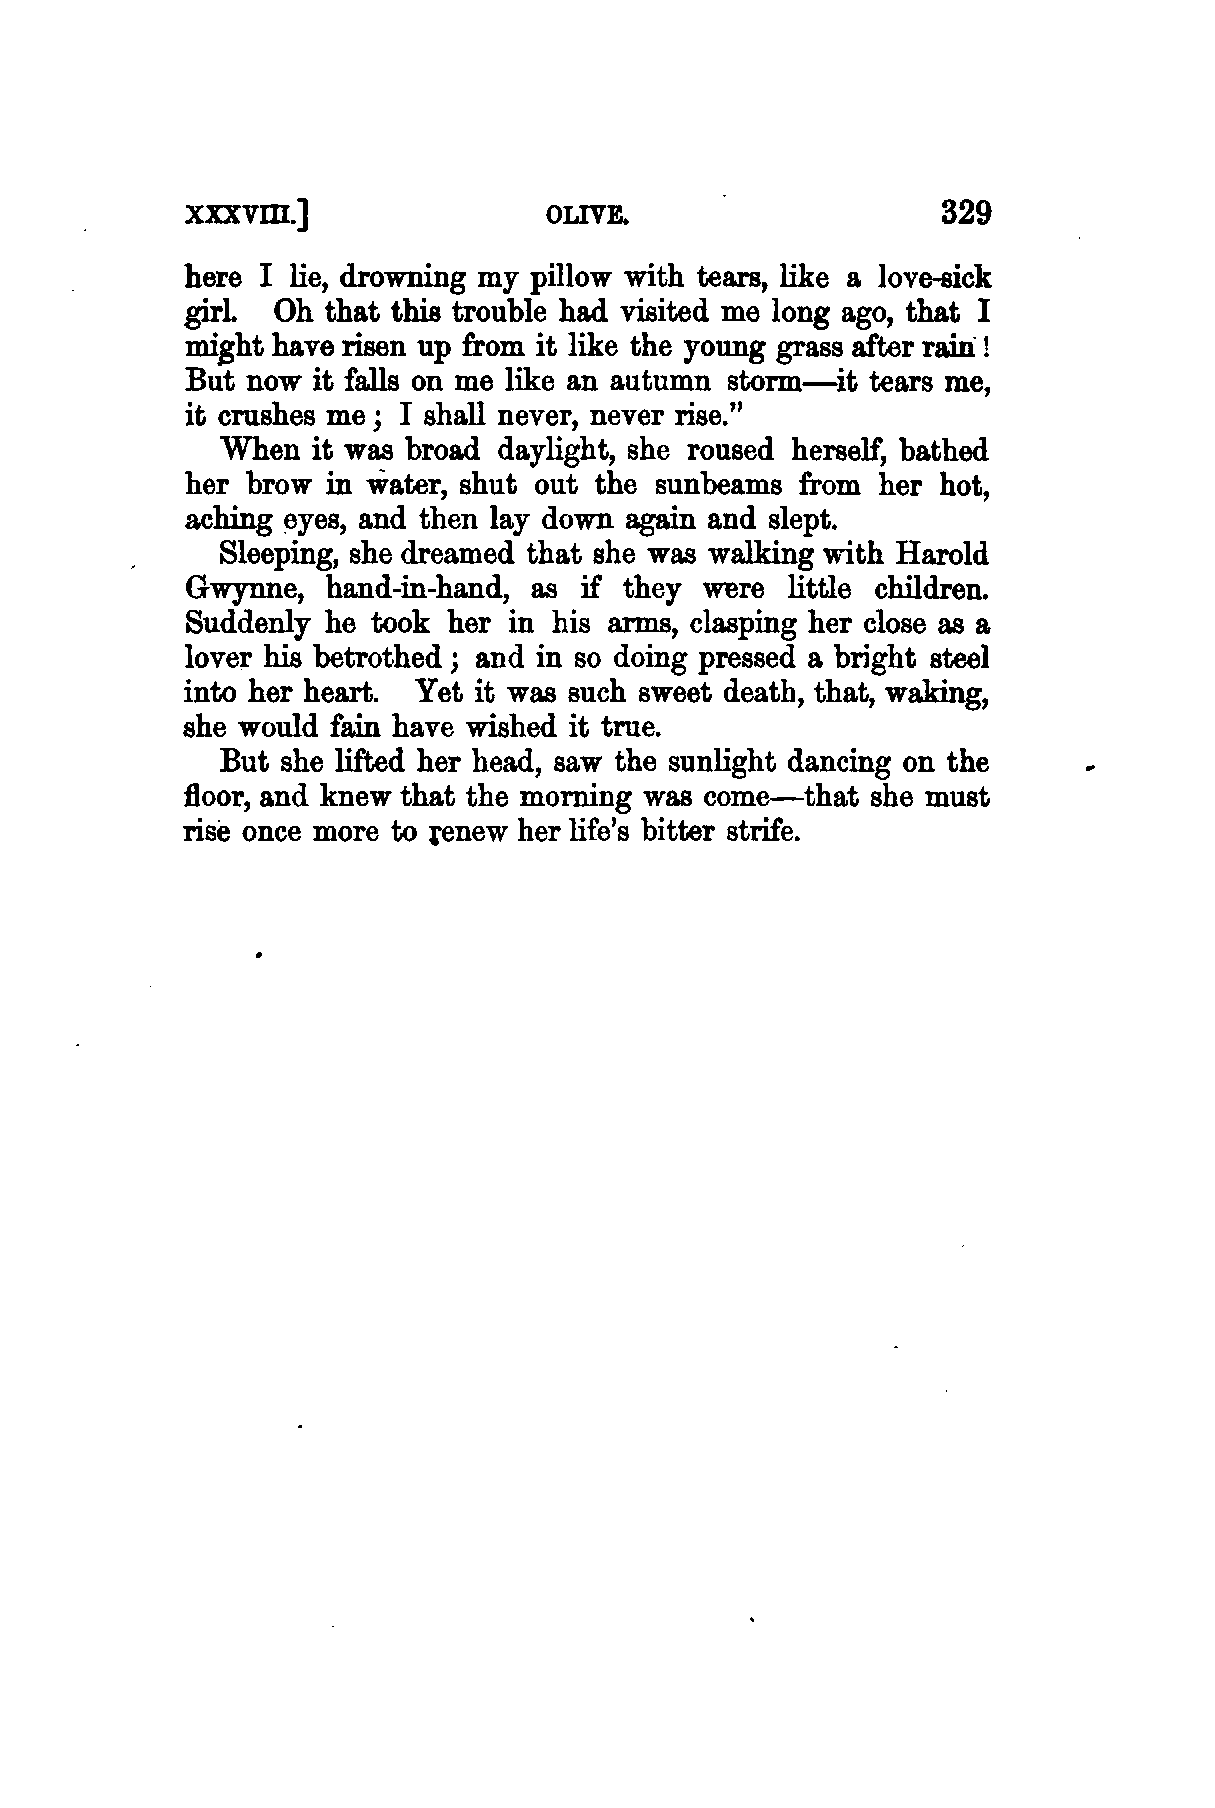 XXXVIII.] OLIVE. 329
here I lie, drowning my pillow with tears, like a love-sick
girl. Oh that this trouble had visited me long ago, that I
might have risen up from it like the young grass after rain !
But now it falls on me like an autumn storm—it tears me,
it crushes me ; I shall never, never rise.”
When it was broad daylight, she roused herself, bathed
her brow in water, shut out the sunbeams from her hot,
aching eyes, and then lay down again and slept.
Sleeping, she dreamed that she was walking with Harold
Gwynne, hand-in-hand, as if they were little children.
Suddenly he took her in his arms, clasping her close as a
lover his betrothed ; and in so doing pressed a bright steel
into her heart. Yet it was such sweet death, that, waking,
she would fain have wished it true.
But she lifted her head, saw the sunlight dancing on the
floor, and knew that the morning was come—that she must
rise once more to renew her life’s bitter strife.